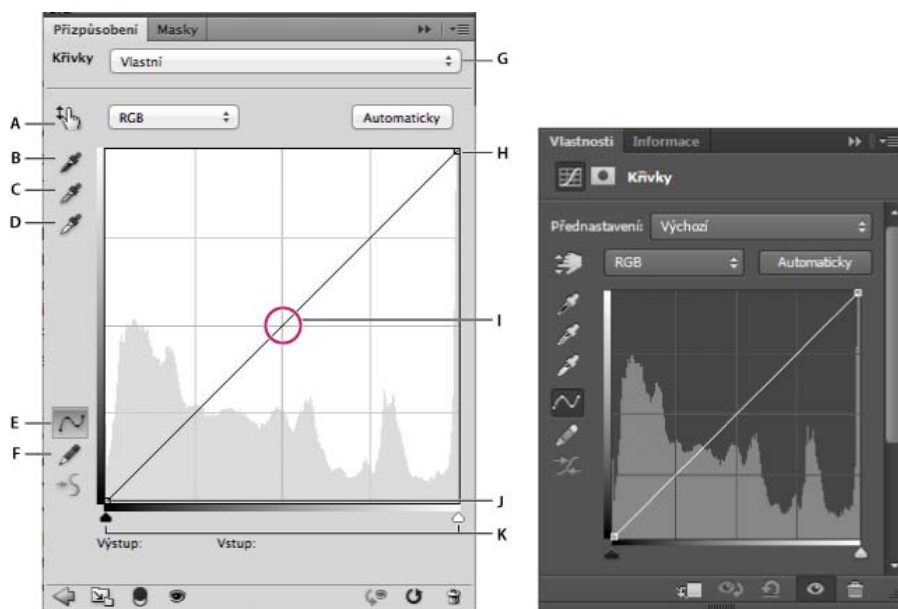 Přizpůsobení Masky
Křivky Vlastní
G
A
RGB Automaticky
B
H
C
D
I
E
F
J
K
Výstup: Vstup:
Vlastnosti Informace
Křivky
Přednastavení: Výchozí
RGB Automaticky